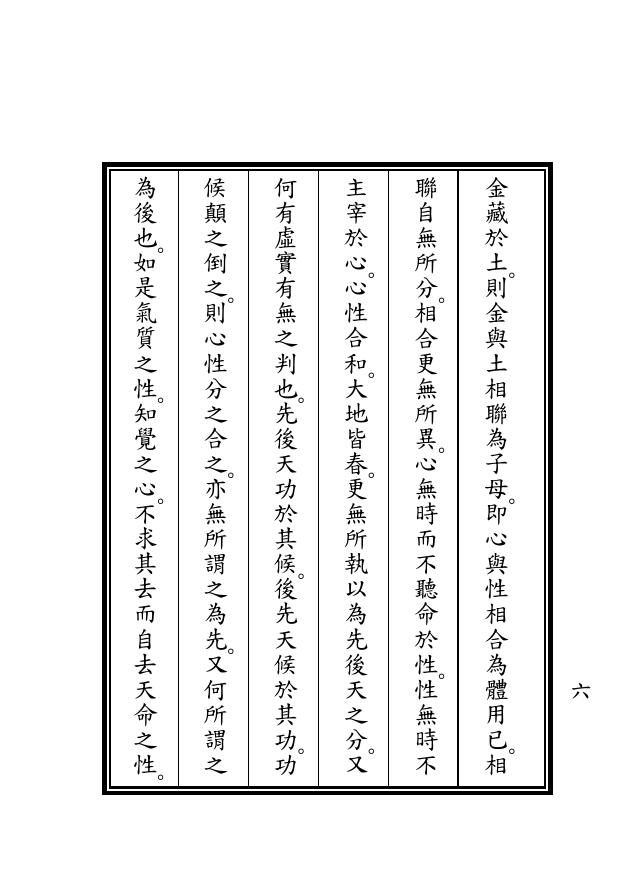 金藏於土。則金與土相聯為子母。即心與性相合為體用已。相
聯自無所分。相合更無所異。心無時而不聽命於性。性無時不
主宰於心。心性合和。大地皆春。更無所執以為先後天之分。又
何有虛實有無之判也。先後天功於其候。後先天候於其功。功
候顛之倒之。則心性分之合之。亦無所謂之為先。又何所謂之
為後也。如是氣質之性。知覺之心。不求其去而自去天命之性。
六